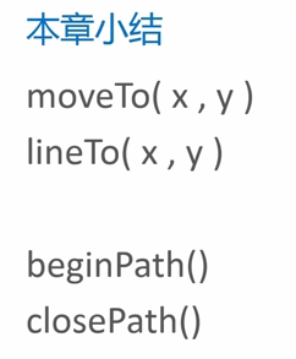 本章小结
moveTo( x , y )
lineTo( x , y )
beginPath()
closePath()